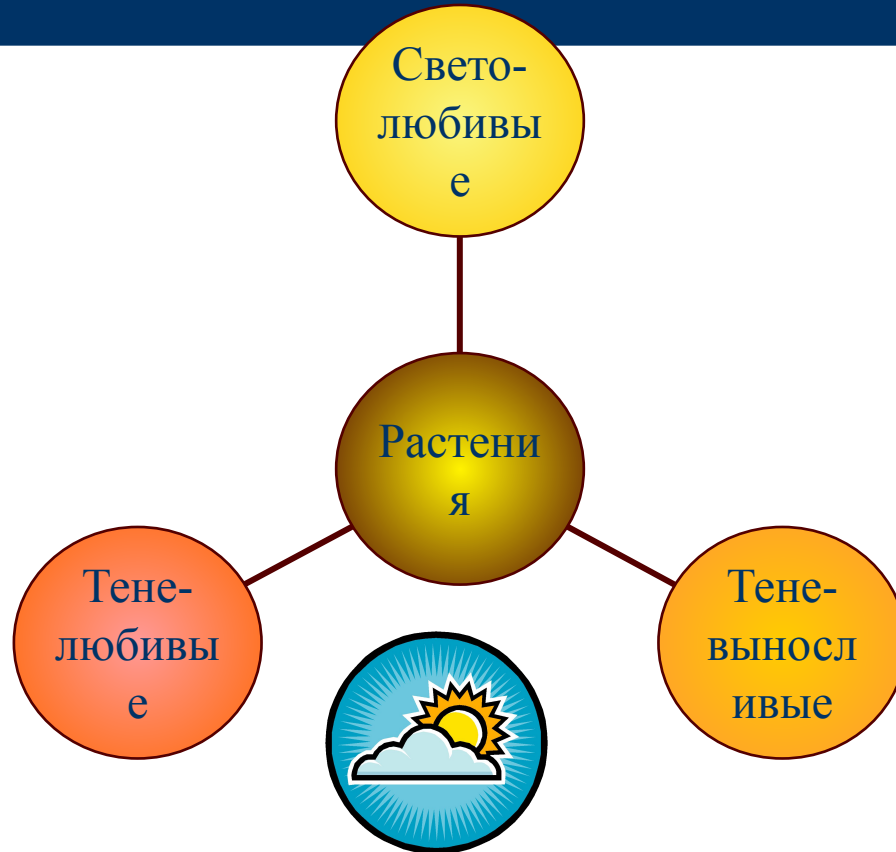 Свето-
любивы
е
Растени
я
Тене-
любивы
е
Тене-
выносл
ивые